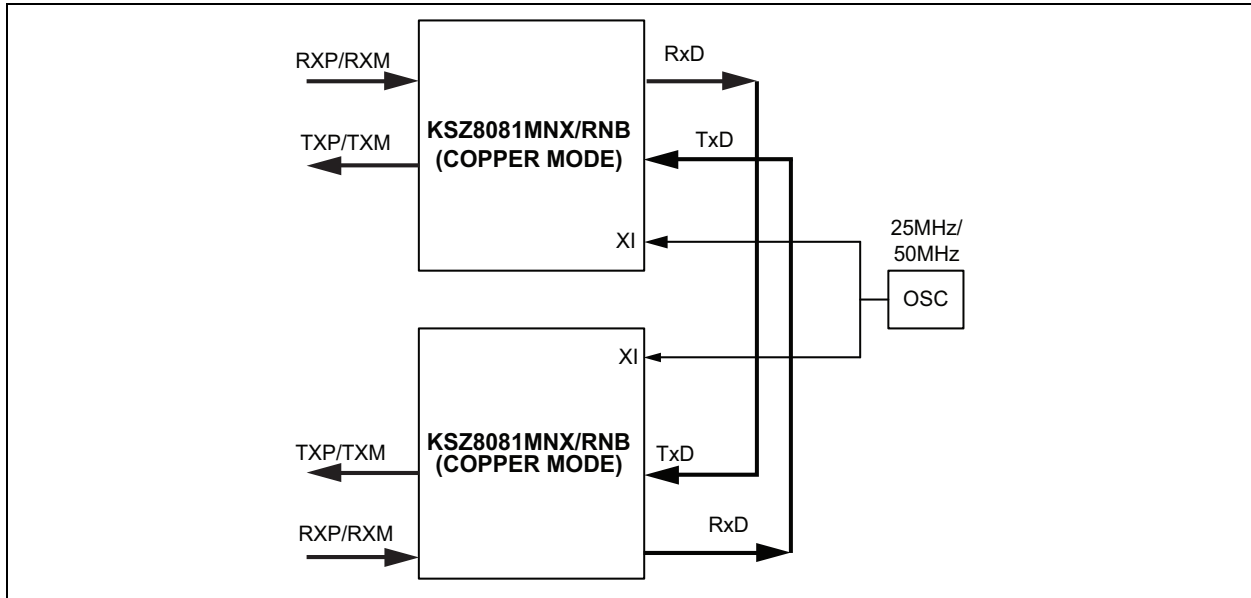 RXP/RXM
RxD
KSZ8081MNX/RNB
(COPPER MODE)
TXP/TXM
TxD
XI
25MHz/
50MHz
OSC
XI
KSZ8081MNX/RNB
(COPPER MODE)
TXP/TXM
TxD
RXP/RXM
RxD